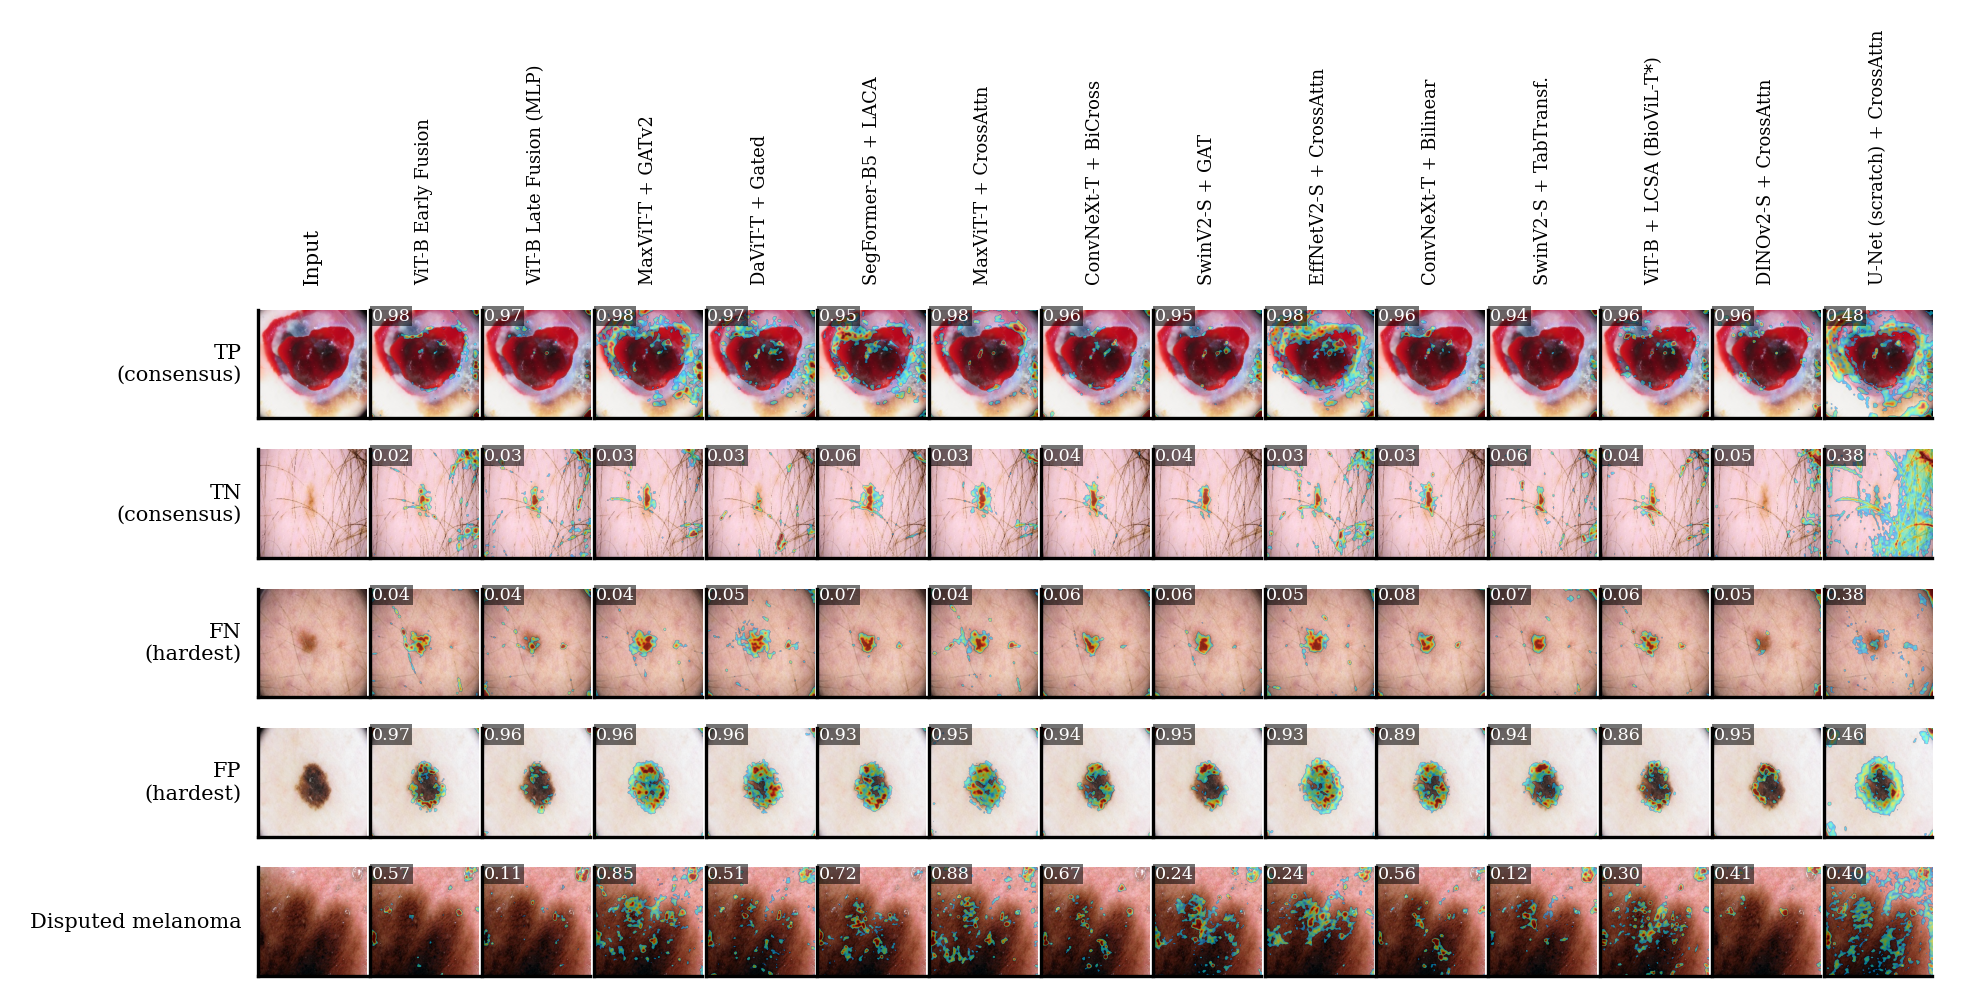 Input
ViT-B Early Fusion
ViT-B Late Fusion (MLP)
MaxViT-T + GATv2
DaViT-T + Gated
SegFormer-B5 + LACA
MaxViT-T + CrossAttn
ConvNeXt-T + BiCross
SwinV2-S + GAT
EffNetV2-S + CrossAttn
ConvNeXt-T + Bilinear
SwinV2-S + TabTransf.
ViT-B + LCSA (BioViL-T*)
DINOv2-S + CrossAttn
U-Net (scratch) + CrossAttn
TP
(consensus)
0.98 0.97 0.98 0.97 0.95 0.98 0.96 0.95 0.98 0.96 0.94 0.96 0.96 0.48
TN
(consensus)
0.02 0.03 0.03 0.03 0.06 0.03 0.04 0.04 0.03 0.03 0.06 0.04 0.05 0.38
FN
(hardest)
0.04 0.04 0.04 0.05 0.07 0.04 0.06 0.06 0.05 0.08 0.07 0.06 0.05 0.38
FP
(hardest)
0.97 0.96 0.96 0.96 0.93 0.95 0.94 0.95 0.93 0.89 0.94 0.86 0.95 0.46
Disputed melanoma
0.57 0.11 0.85 0.51 0.72 0.88 0.67 0.24 0.24 0.56 0.12 0.30 0.41 0.40